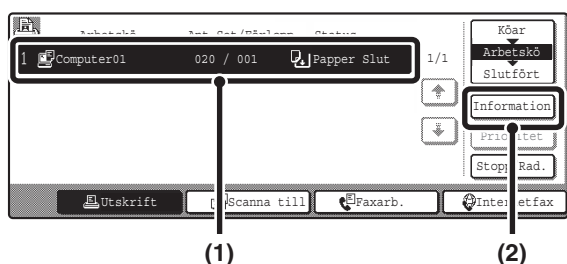 Arbetskö Ant.Set/Förlopp Status
1 Computer01 020 / 001 Papper Slut
1/1
Köar
Arbetskö
Slutfört
Information
Prioritet
Stopp Rad.
Utskrift
Scanna till
Faxarb.
Internetfax
(1)
(2)